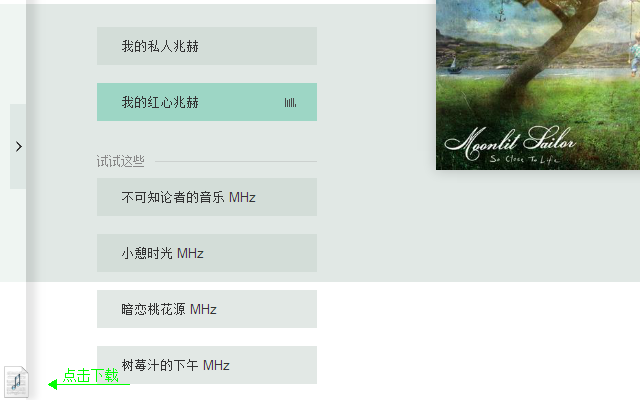 我的私人兆赫
我的红心兆赫
试试这些
不可知论者的音乐 MHz
小憩时光 MHz
暗恋桃花源 MHz
树莓汁的下午 MHz
点击下载
Moonlit Sailor
So Close To Life